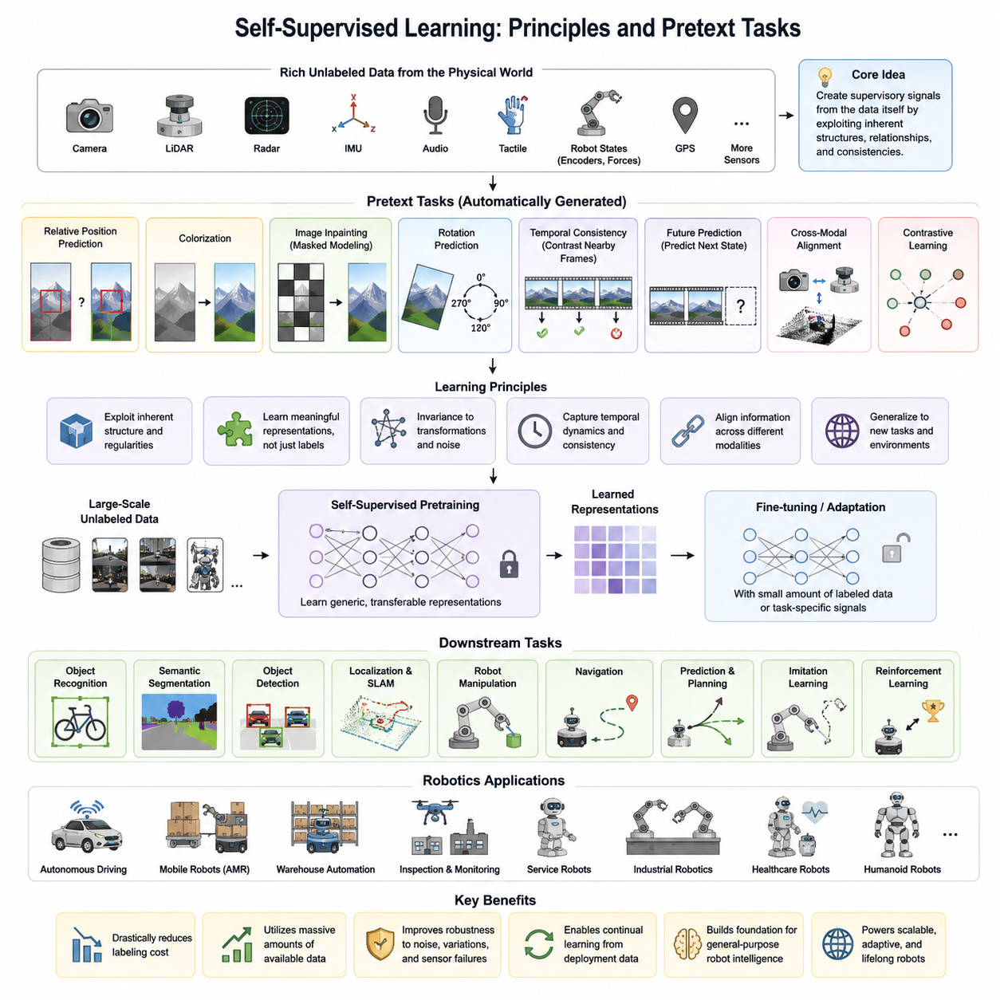 Self-Supervised Learning: Principles and Pretext Tasks
Rich Unlabeled Data from the Physical World
Camera
LiDAR
Radar
y
x
z
IMU
Audio
Tactile
Robot States
(Encoders, Forces)
GPS
...
More
Sensors
Core Idea
Create supervisory signals
from the data itself by
exploiting inherent
structures, relationships,
and consistencies.
Pretext Tasks (Automatically Generated)
Relative Position
Prediction
?
Colorization
Image Inpainting
(Masked Modeling)
Rotation
Prediction
0°
270°
90°
120°
Temporal Consistency
(Contrast Nearby
Frames)
Future Prediction
(Predict Next State)
?
Cross-Modal
Alignment
Contrastive
Learning
Learning Principles
Exploit inherent
structure and
regularities
Learn meaningful
representations,
not just labels
Invariance to
transformations
and noise
Capture temporal
dynamics and
consistency
Align information
across different
modalities
Generalize to
new tasks and
environments
Large-Scale
Unlabeled Data
...
Self-Supervised Pretraining
Learn generic, transferable representations
Learned
Representations
Fine-tuning / Adaptation
With small amount of labeled data
or task-specific signals
Downstream Tasks
Object
Recognition
Semantic
Segmentation
Object
Detection
Localization &
SLAM
Robot
Manipulation
Navigation
Prediction &
Planning
Imitation
Learning
Reinforcement
Learning
Robotics Applications
Autonomous Driving
Mobile Robots (AMR)
Warehouse Automation
Inspection & Monitoring
Service Robots
Industrial Robotics
Healthcare Robots
Humanoid Robots
...
Key Benefits
Drastically reduces
labeling cost
Utilizes massive
amounts of
available data
Improves robustness
to noise, variations,
and sensor failures
Enables continual
learning from
deployment data
Builds foundation for
general-purpose
robot intelligence
Powers scalable,
adaptive, and
lifelong robots